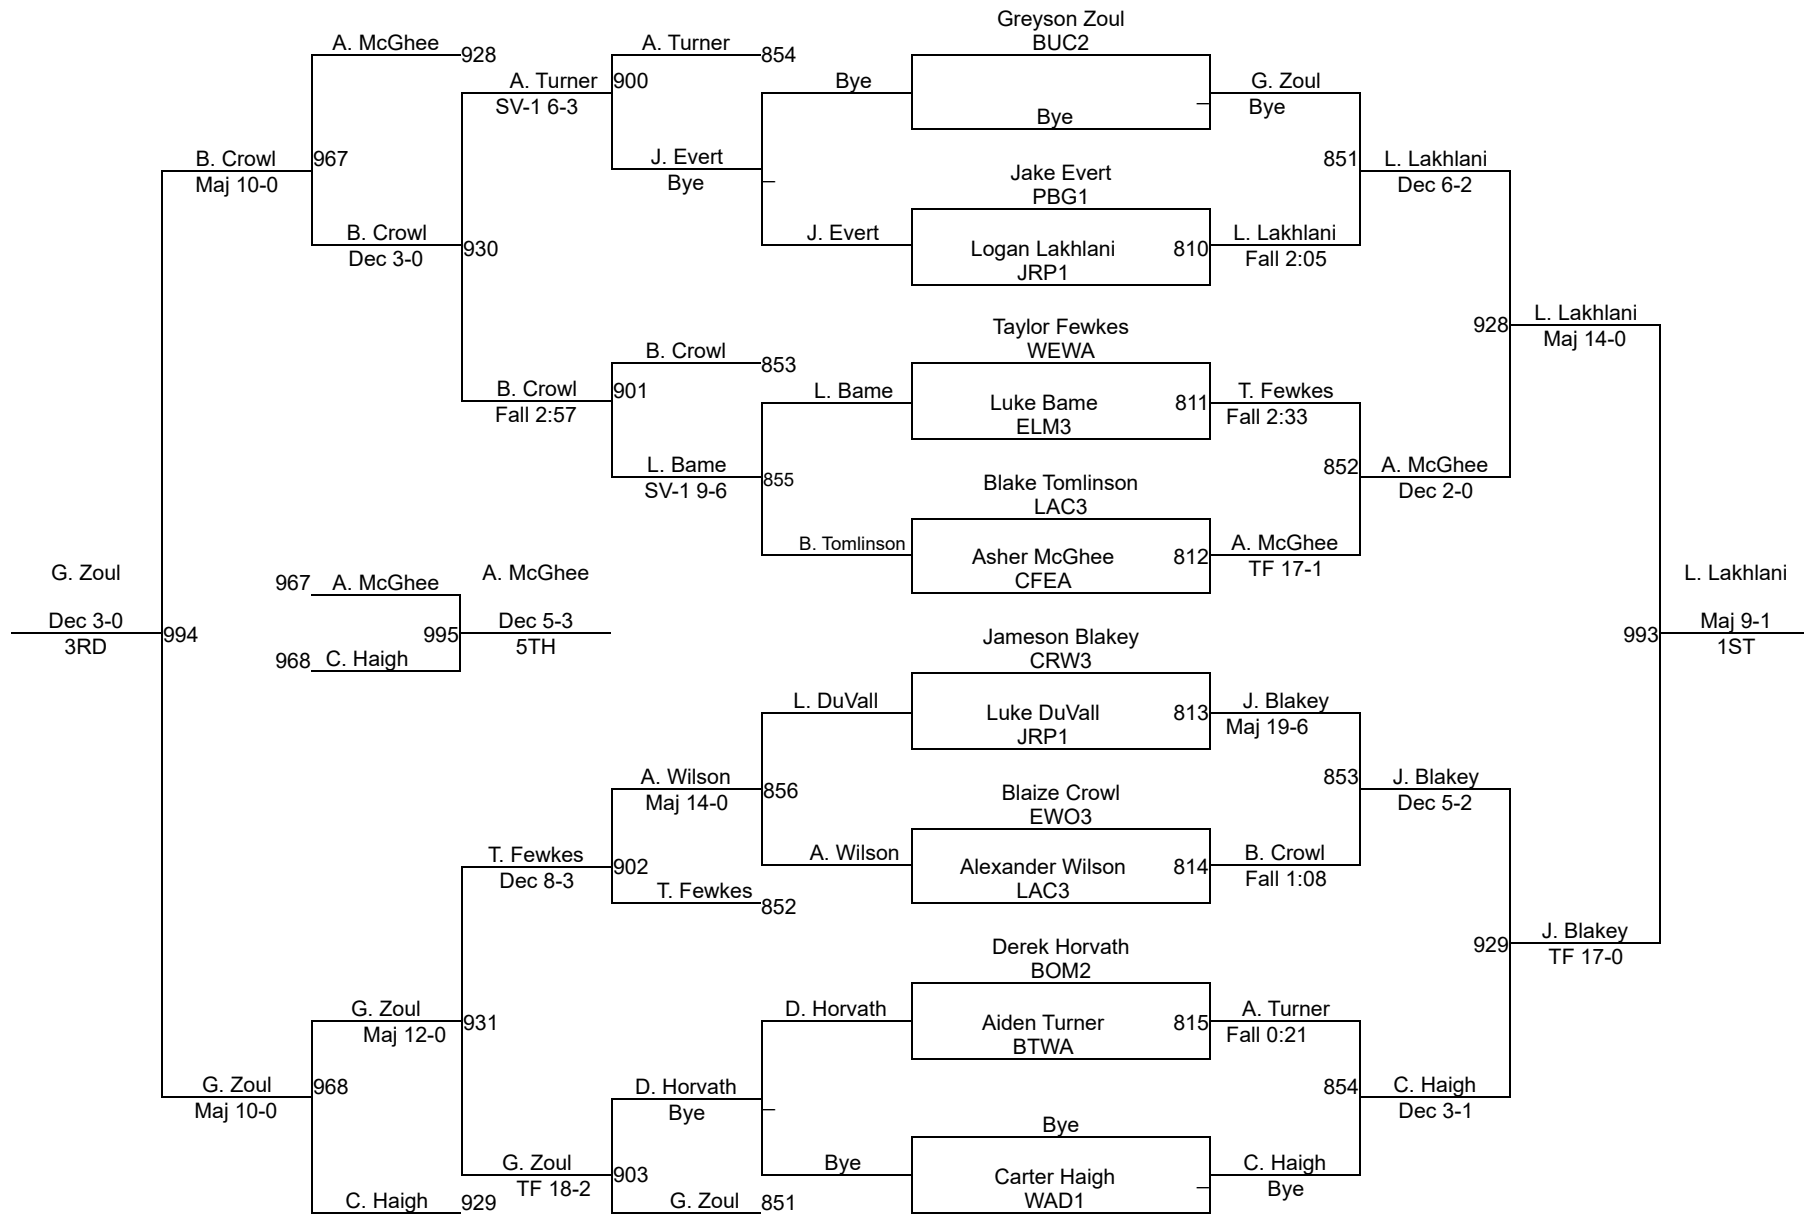 Greyson Zoul
BUC2
A. McGhee
928
A. Turner
854
A. Turner
900
Bye
G. Zoul
SV-1 6-3
Bye
Bye
B. Crowl
967
J. Evert
851
L. Lakhlani
Maj 10-0
Bye
Jake Evert
Dec 6-2
PBG1
B. Crowl
930
J. Evert
Logan Lakhlani
810
L. Lakhlani
Dec 3-0
JRP1
Fall 2:05
Taylor Fewkes
928
L. Lakhlani
WEWA
Maj 14-0
B. Crowl
853
B. Crowl
901
L. Bame
Luke Bame
811
T. Fewkes
Fall 2:57
ELM3
Fall 2:33
L. Bame
855
852
A. McGhee
SV-1 9-6
Blake Tomlinson
Dec 2-0
LAC3
B. Tomlinson
Asher McGhee
812
A. McGhee
CFEA
TF 17-1
G. Zoul
967
A. McGhee
A. McGhee
L. Lakhlani
Dec 3-0
994
995
Dec 5-3
993
Maj 9-1
3RD
5TH
1ST
968
C. Haigh
Jameson Blakey
CRW3
L. DuVall
Luke DuVall
813
J. Blakey
JRP1
Maj 19-6
A. Wilson
856
853
J. Blakey
Maj 14-0
Blaize Crowl
Dec 5-2
EWO3
T. Fewkes
902
A. Wilson
Alexander Wilson
814
B. Crowl
Dec 8-3
LAC3
Fall 1:08
T. Fewkes
852
929
J. Blakey
TF 17-0
Derek Horvath
BOM2
G. Zoul
931
D. Horvath
Aiden Turner
815
A. Turner
Maj 12-0
BTWA
Fall 0:21
G. Zoul
968
D. Horvath
854
C. Haigh
Maj 10-0
Bye
Dec 3-1
Bye
G. Zoul
903
Bye
Carter Haigh
C. Haigh
TF 18-2
WAD1
Bye
C. Haigh
929
G. Zoul
851